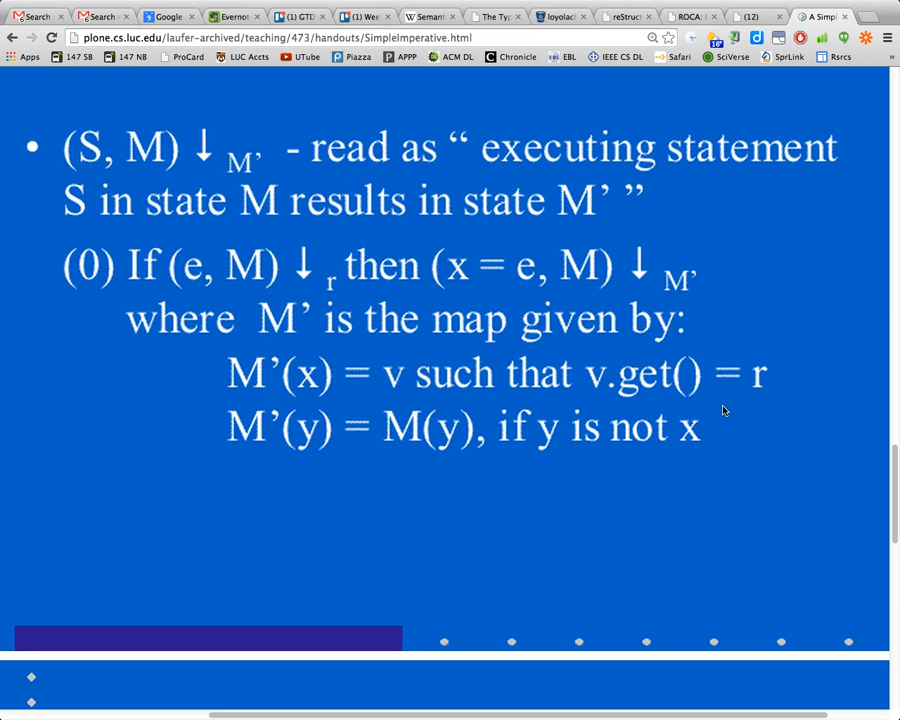 Search
Search
Google
Evernot
(1) GTD
(1) Wee
Semant
The Typ
loyolacl
reStruct
ROCA: I
(12)
A Simpl
plone.cs.luc.edu/laufer-archived/teaching/473/handouts/SimpleImperative.html
16°
Apps 147 SB 147 NB ProCard LUC Accts UTube Piazza APPP ACM DL Chronicle EBL IEEE CS DL Safari SciVerse SprLink Rsrcs »
• (S, M) ↓ M’ - read as “ executing statement
S in state M results in state M’ ”
(0) If (e, M) ↓ r then (x = e, M) ↓ M’
where M’ is the map given by:
M’(x) = v such that v.get() = r
M’(y) = M(y), if y is not x